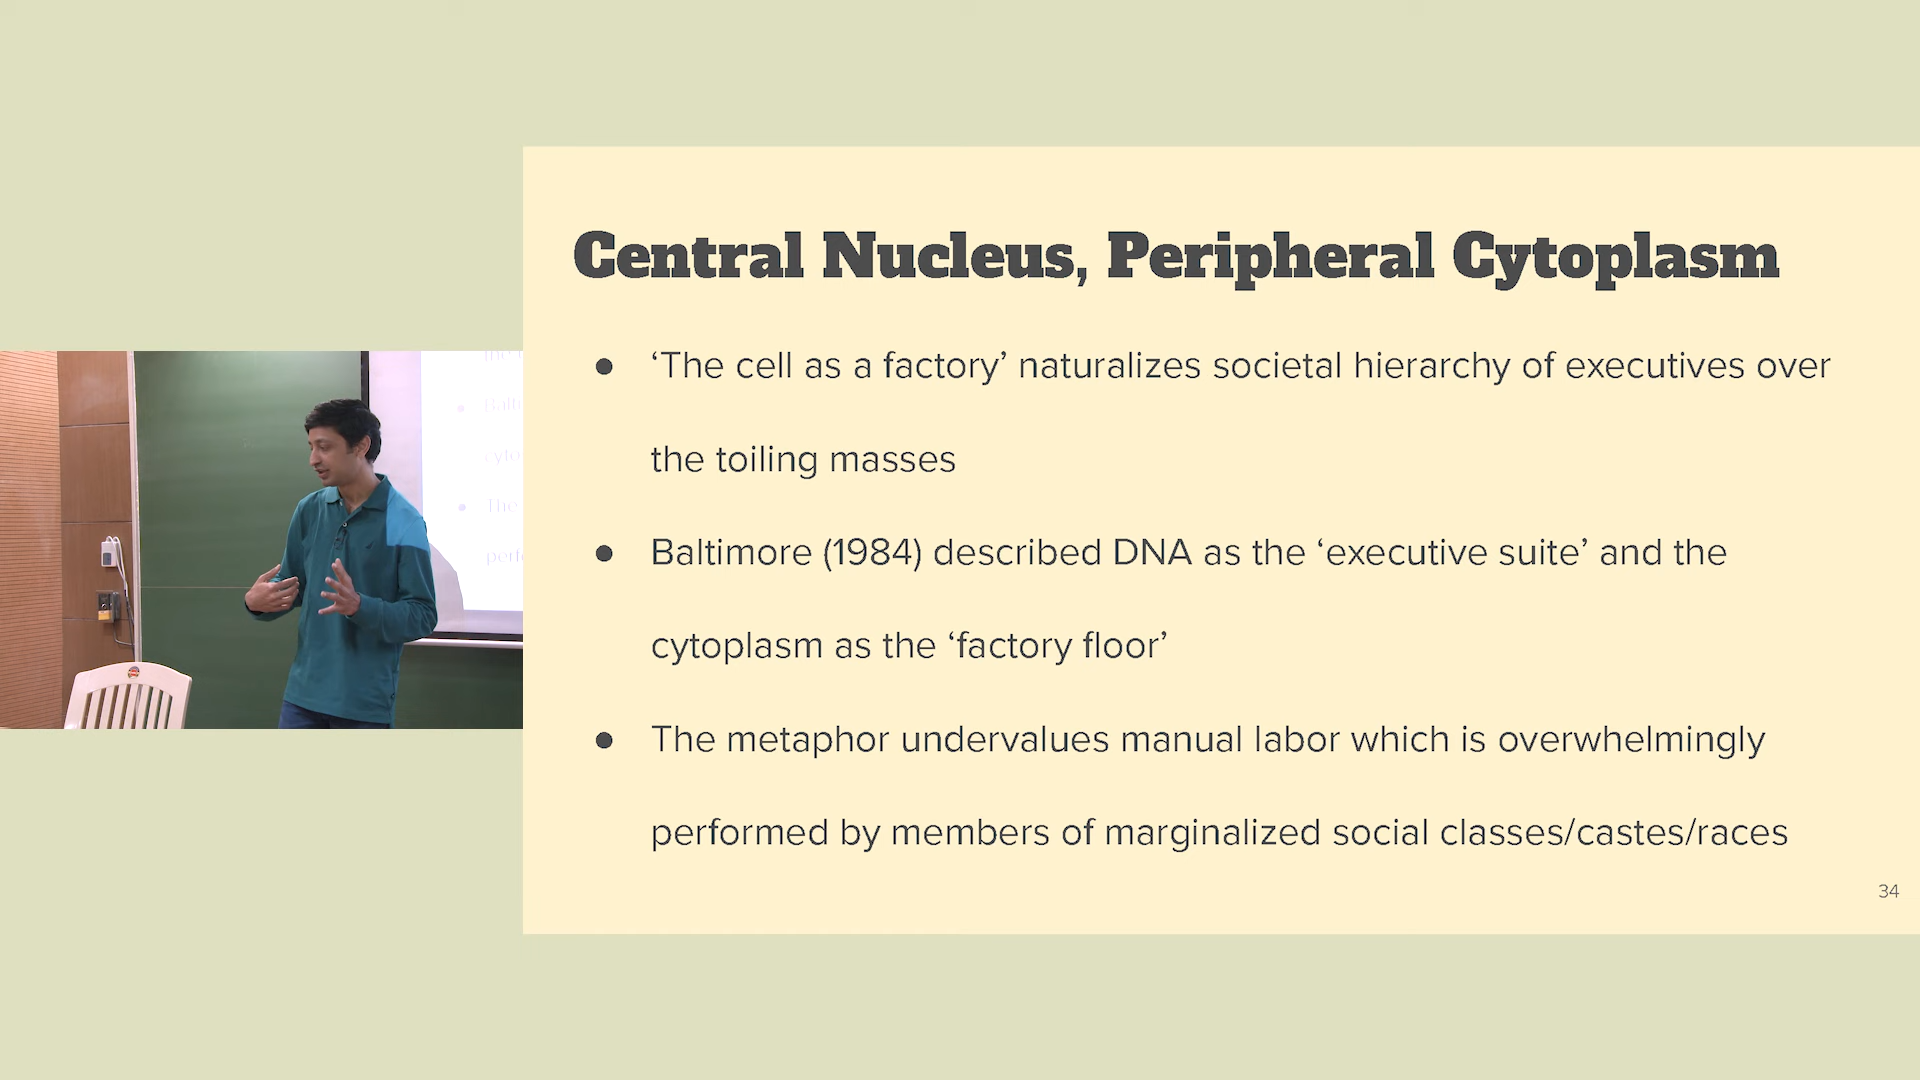 Central Nucleus, Peripheral Cytoplasm
● ‘The cell as a factory’ naturalizes societal hierarchy of executives over
the toiling masses
● Baltimore (1984) described DNA as the ‘executive suite’ and the
cytoplasm as the ‘factory floor’
● The metaphor undervalues manual labor which is overwhelmingly
performed by members of marginalized social classes/castes/races
34